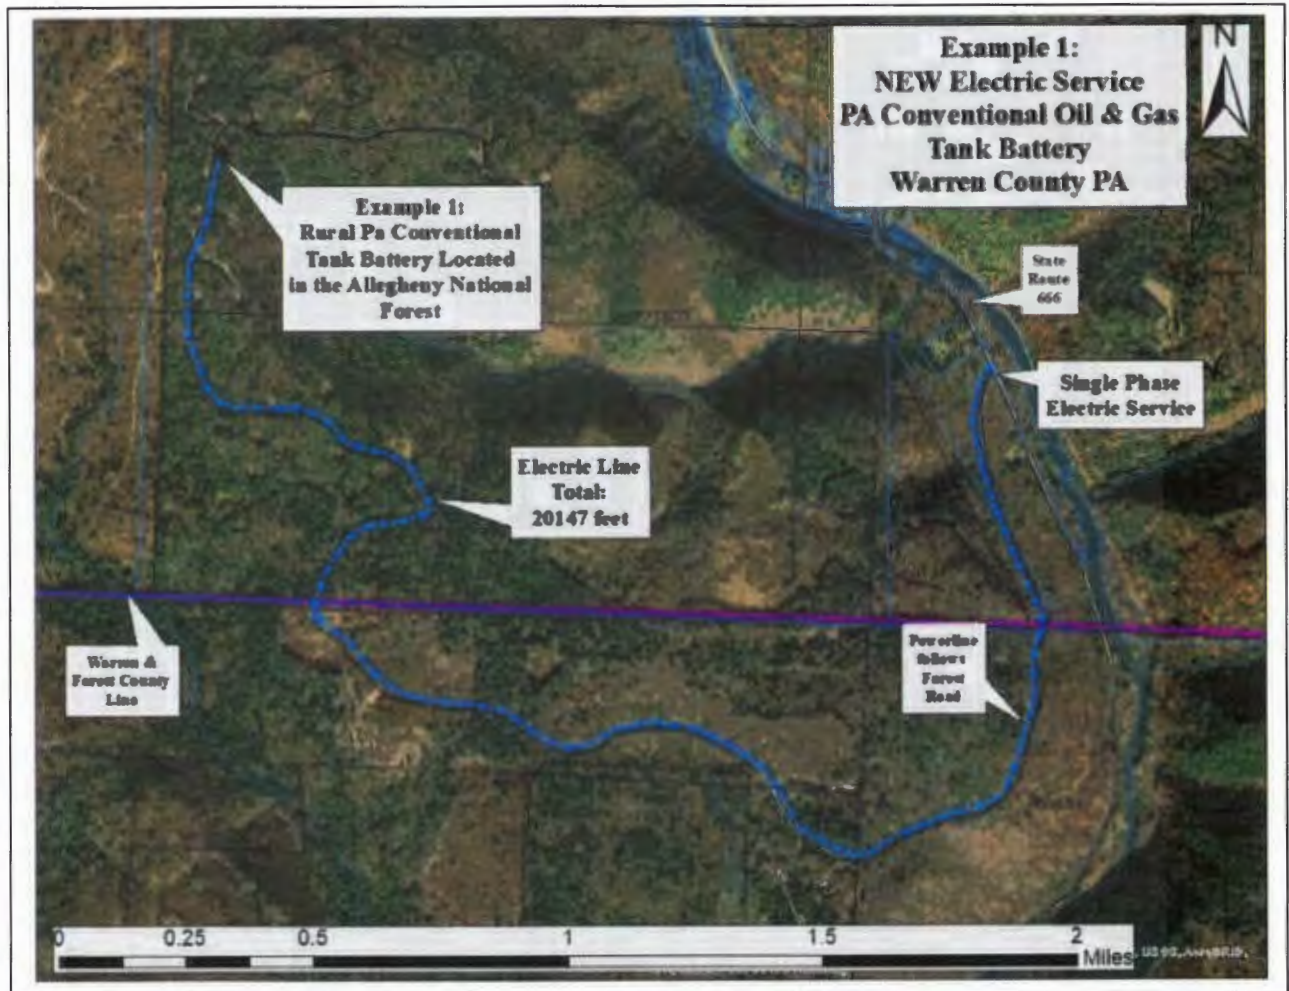 Example 1:
NEW Electric Service
PA Conventional Oil & Gas
Tank Battery
Warren County PA
N
Example 1:
Rural Pa Conventional
Tank Battery Located
in the Allegheny National
Forest
State
Route
666
Single Phase
Electric Service
Electric Line
Total:
20147 feet
Warren &
Forest County
Line
Powerline
follows
Forest
Road
0 0.25 0.5 1 1.5 2
Miles